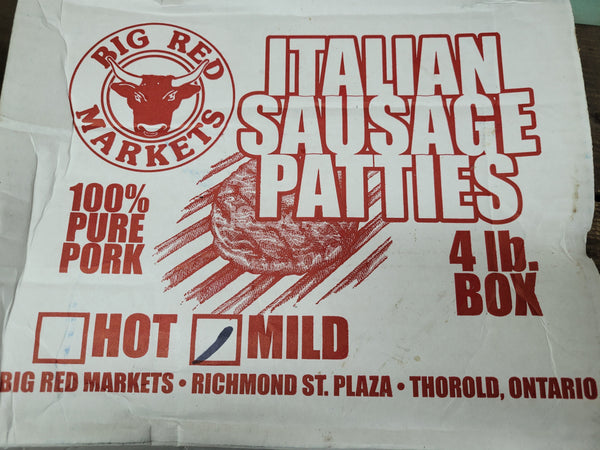 BIG RED
MARKETS
ITALIAN
SAUSAGE
PATTIES
100%
PURE
PORK
4 lb.
BOX
HOT MILD
BIG RED MARKETS • RICHMOND ST. PLAZA • THOROLD, ONTARIO